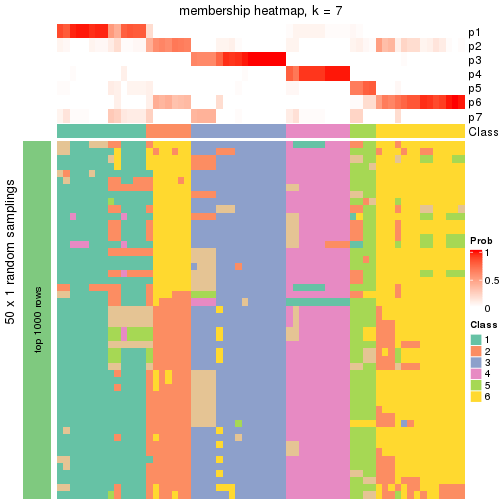 membership heatmap, k = 7
p1
p2
p3
p4
p5
p6
p7
Class
50 x 1 random samplings
top 1000 rows
Prob
1
0.5
0
Class
1
2
3
4
5
6